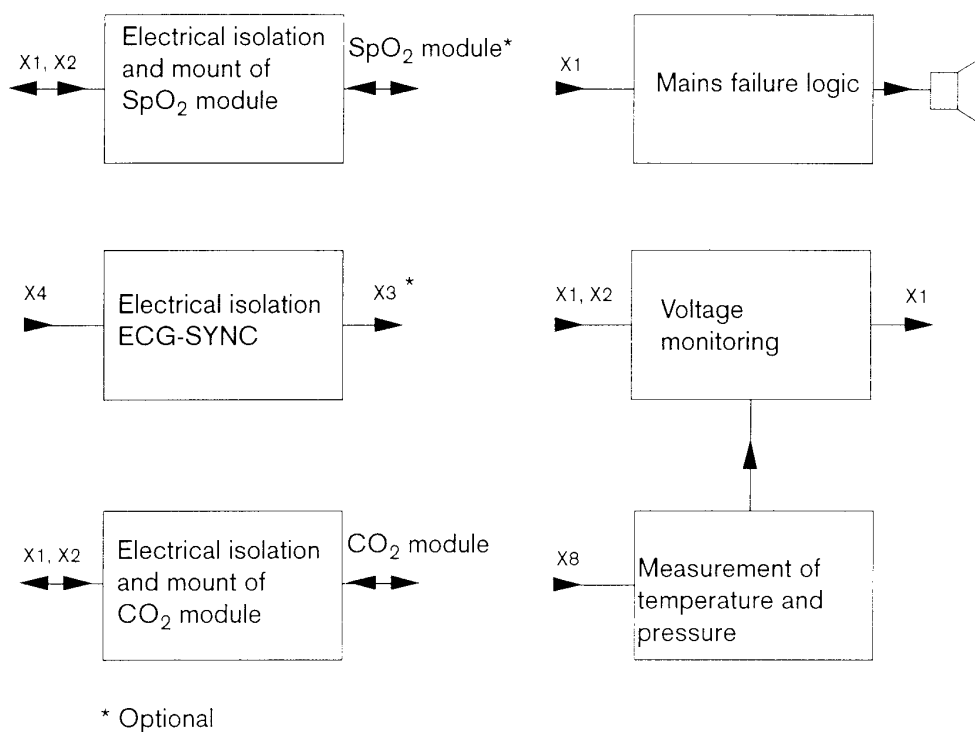 X1, X2
Electrical isolation
and mount of
SpO₂ module
SpO₂ module*
X1
Mains failure logic
X4
Electrical isolation
ECG-SYNC
X3 *
X1, X2
Voltage
monitoring
X1
X1, X2
Electrical isolation
and mount of
CO₂ module
CO₂ module
X8
Measurement of
temperature and
pressure
* Optional